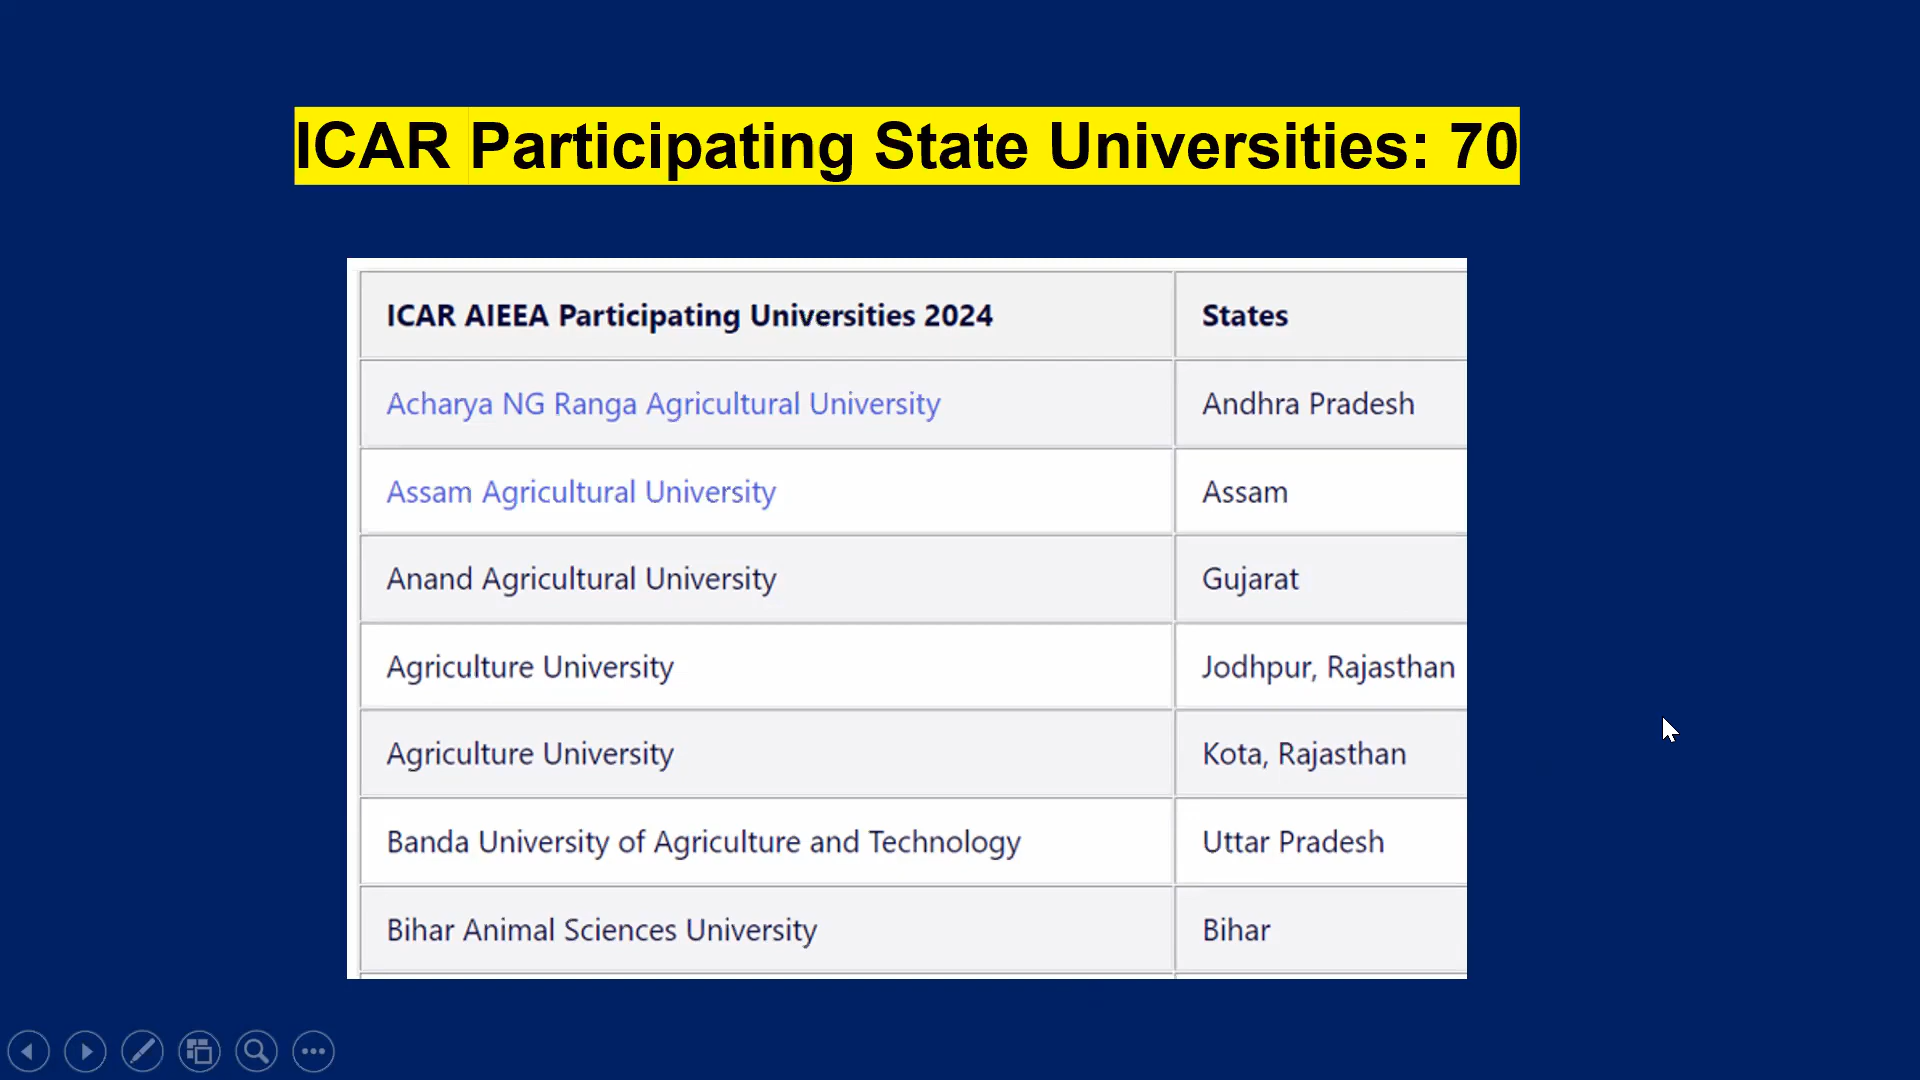 ICAR Participating State Universities: 70
ICAR AIEEA Participating Universities 2024 States
Acharya NG Ranga Agricultural University Andhra Pradesh
Assam Agricultural University Assam
Anand Agricultural University Gujarat
Agriculture University Jodhpur, Rajasthan
Agriculture University Kota, Rajasthan
Banda University of Agriculture and Technology Uttar Pradesh
Bihar Animal Sciences University Bihar